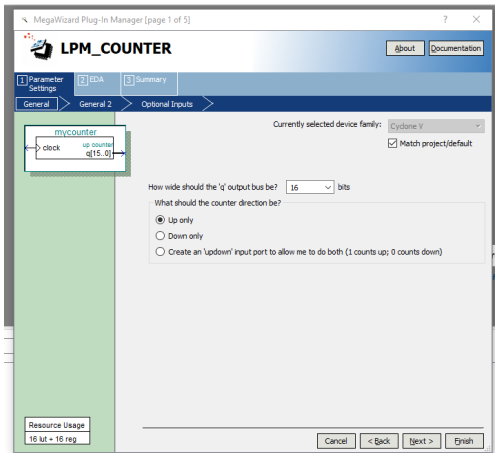 MegaWizard Plug-In Manager [page 1 of 5]
? ×
LPM_COUNTER
About Documentation
1 Parameter Settings 2 EDA 3 Summary
General General 2 Optional Inputs
Currently selected device family: Cyclone V
Match project/default
mycounter
clock up counter
q[15..0]
How wide should the 'q' output bus be? 16 bits
What should the counter direction be?
Up only
Down only
Create an 'updown' input port to allow me to do both (1 counts up; 0 counts down)
Resource Usage
16 lut + 16 reg
Cancel < Back Next > Finish